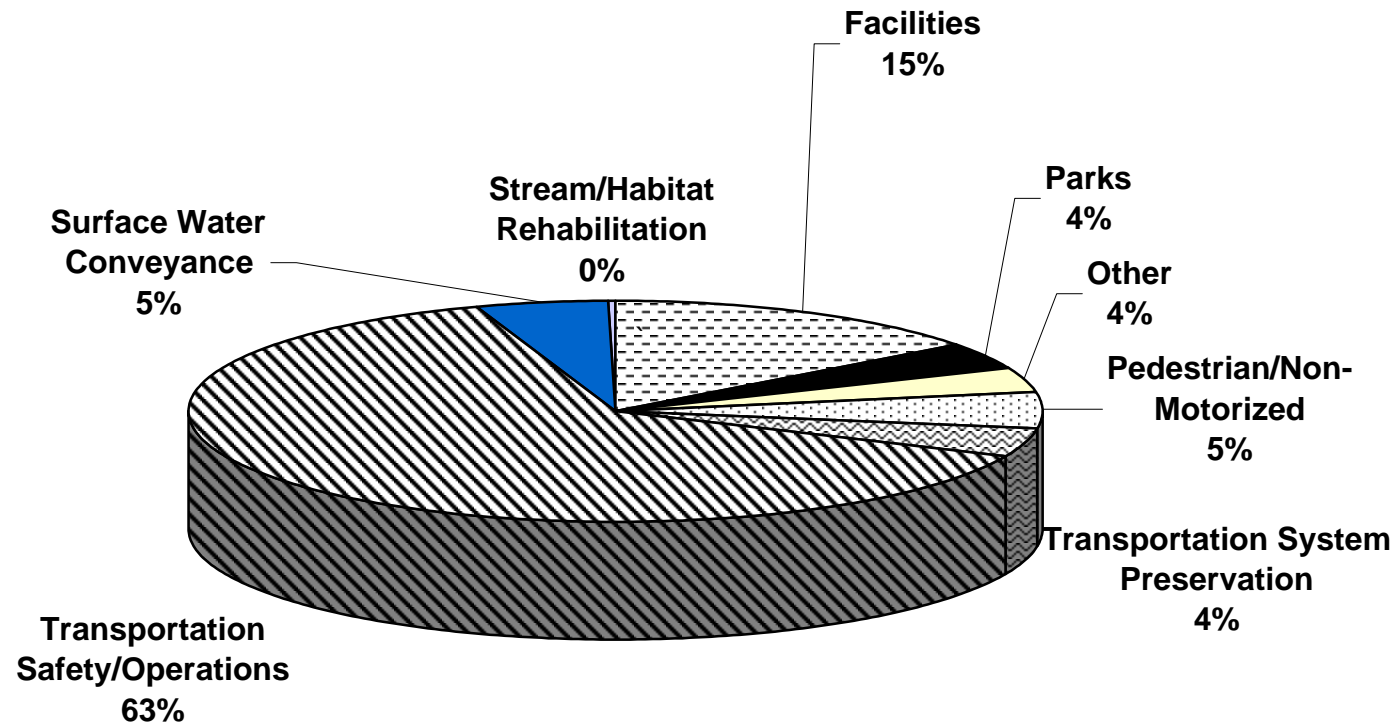 Facilities
15%
Parks
4%
Other
4%
Pedestrian/Non-
Motorized
5%
Transportation System
Preservation
4%
Transportation
Safety/Operations
63%
Surface Water
Conveyance
5%
Stream/Habitat
Rehabilitation
0%